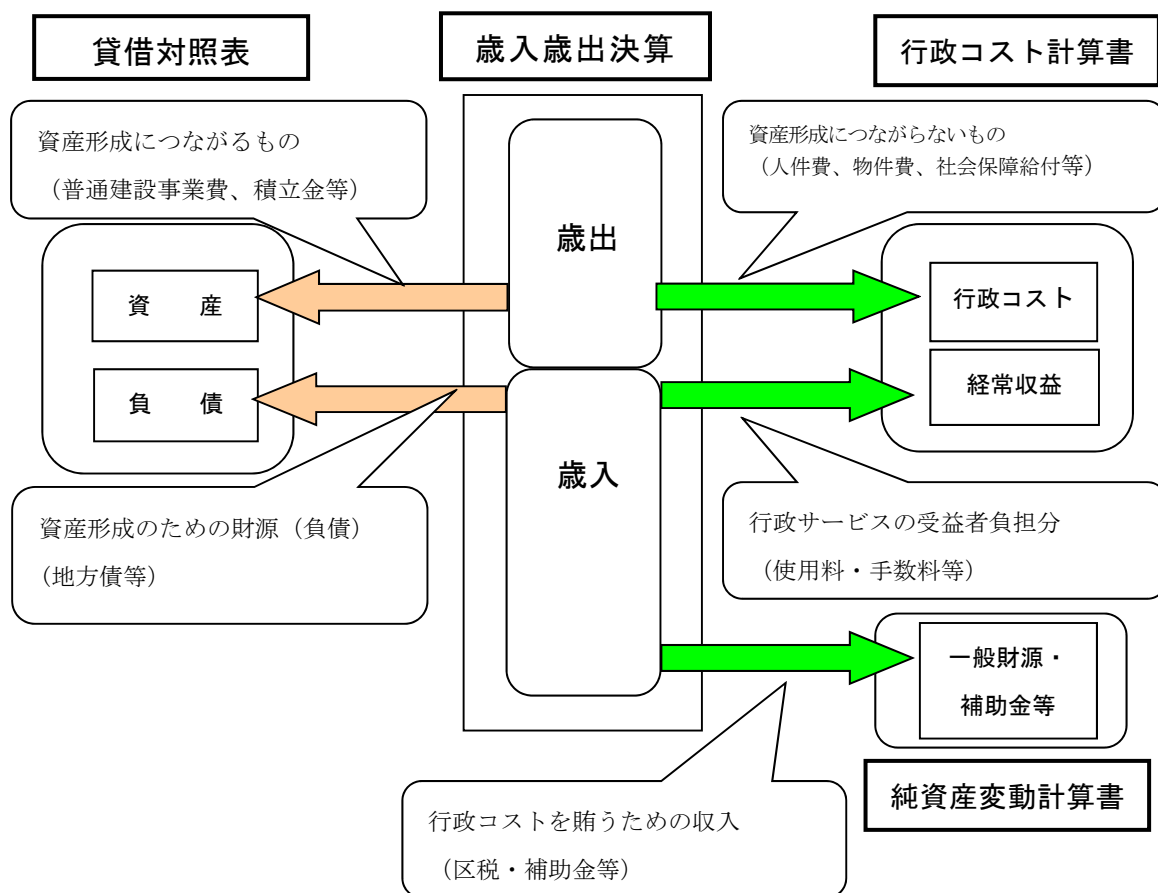 貸借対照表
歳入歳出決算
行政コスト計算書
資産形成につながるもの
(普通建設事業費、積立金等)
資産形成につながらないもの
(人件費、物件費、社会保障給付等)
歳出
資　　産
行政コスト
負　　債
経常収益
歳入
資産形成のための財源(負債)
(地方債等)
行政サービスの受益者負担分
(使用料・手数料等)
一般財源・
補助金等
純資産変動計算書
行政コストを賄うための収入
(区税・補助金等)